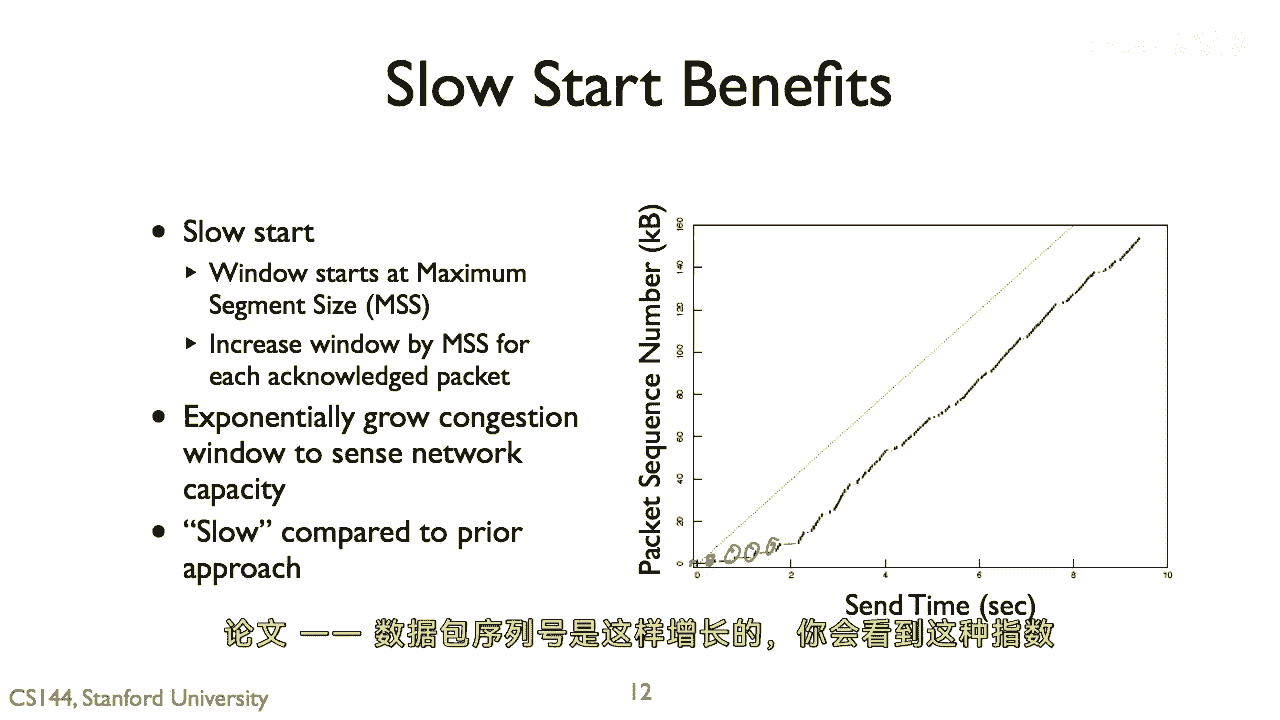 Slow Start Benefits
• Slow start
▸ Window starts at Maximum
Segment Size (MSS)
▸ Increase window by MSS for
each acknowledged packet
• Exponentially grow congestion
window to sense network
capacity
• “Slow” compared to prior
approach
Packet Sequence Number (kB)
160
140
120
100
80
60
40
20
0
0 2 4 6 8 10
Send Time (sec)
论文 —— 数据包序列号是这样增长的，你会看到这种指数
CS144, Stanford University
12